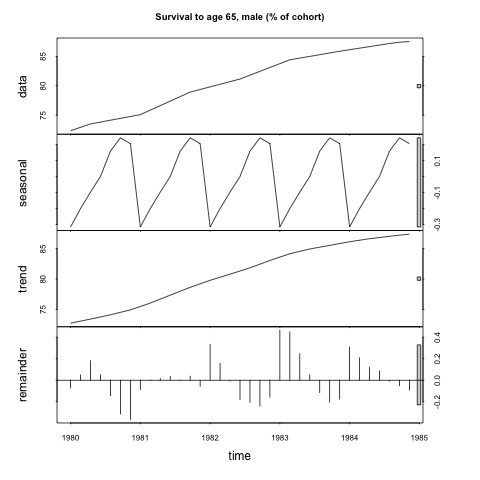 Survival to age 65, male (% of cohort)
data
75
80
85
seasonal
-0.3
-0.1
0.1
trend
75
80
85
remainder
-0.2
0.0
0.2
0.4
1980 1981 1982 1983 1984 1985
time